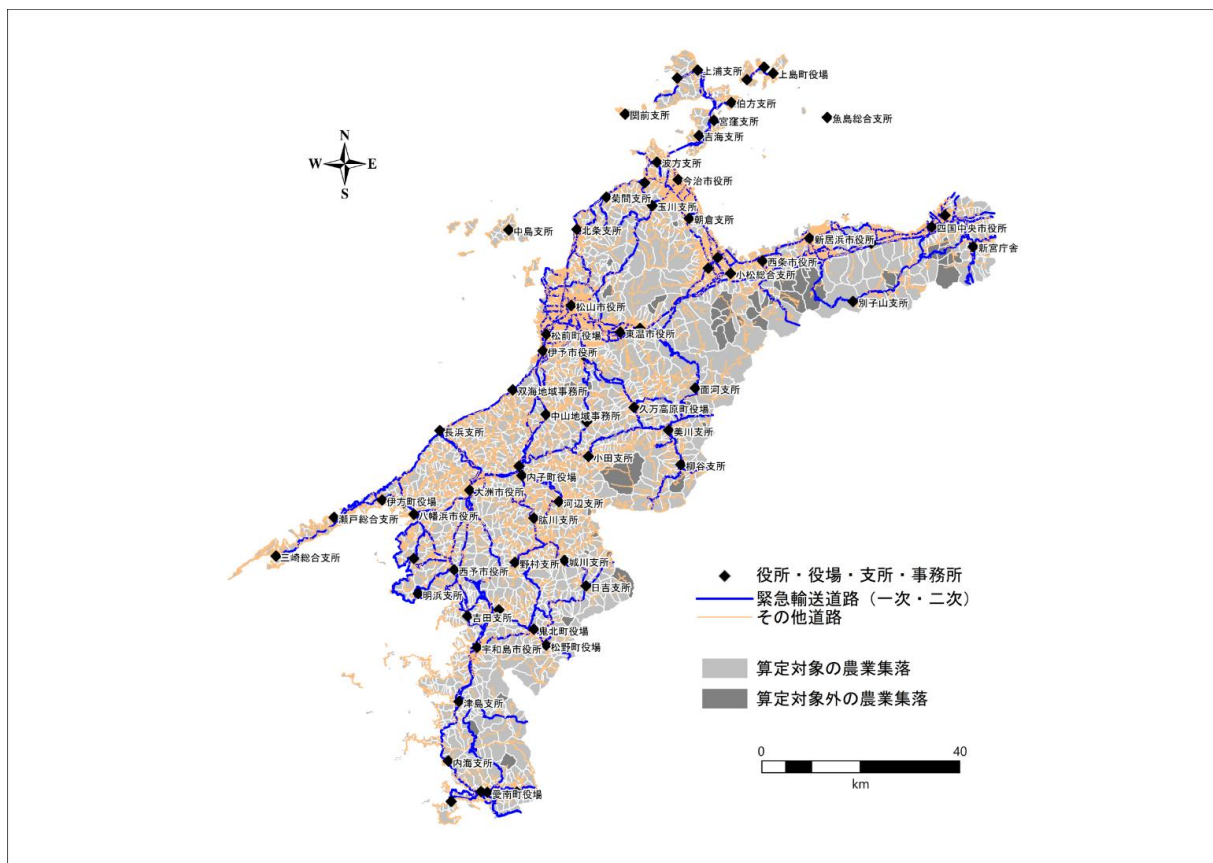 上浦支所
上島町役場
伯方支所
関前支所
宮窪支所
魚島総合支所
吉海支所
N
W E
S
波方支所
今治市役所
菊間支所
玉川支所
朝倉支所
中島支所
北条支所
四国中央市役所
新居浜市役所
新宮庁舎
西条市役所
小松総合支所
別子山支所
松山市役所
東温市役所
松前町役場
伊予市役所
面河支所
双海地域事務所
久万高原町役場
中山地域事務所
長浜支所
美川支所
小田支所
柳谷支所
内子町役場
大洲市役所
伊方町役場
河辺支所
瀬戸総合支所
八幡浜市役所
肱川支所
三崎総合支所
野村支所
城川支所
西予市役所
日吉支所
明浜支所
吉田支所
鬼北町役場
宇和島市役所
松野町役場
津島支所
内海支所
愛南町役場
役所・役場・支所・事務所
緊急輸送道路（一次・二次）
その他道路
算定対象の農業集落
算定対象外の農業集落
0 40
km